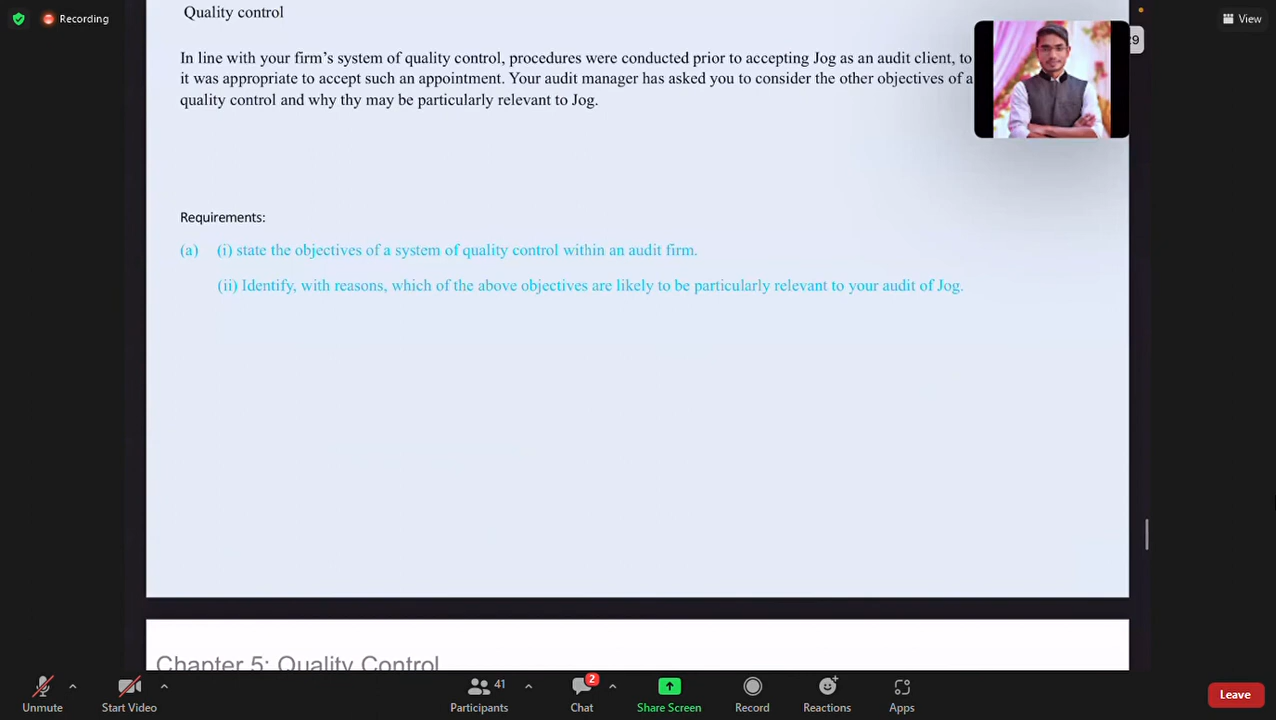 Recording
View
Quality control
In line with your firm's system of quality control, procedures were conducted prior to accepting Jog as an audit client, to
it was appropriate to accept such an appointment. Your audit manager has asked you to consider the other objectives of a
quality control and why thy may be particularly relevant to Jog.
Requirements:
(a) (i) state the objectives of a system of quality control within an audit firm.
(ii) Identify, with reasons, which of the above objectives are likely to be particularly relevant to your audit of Jog.
Chapter 5: Quality Control
41
2
Unmute
Start Video
Participants
Chat
Share Screen
Record
Reactions
Apps
Leave